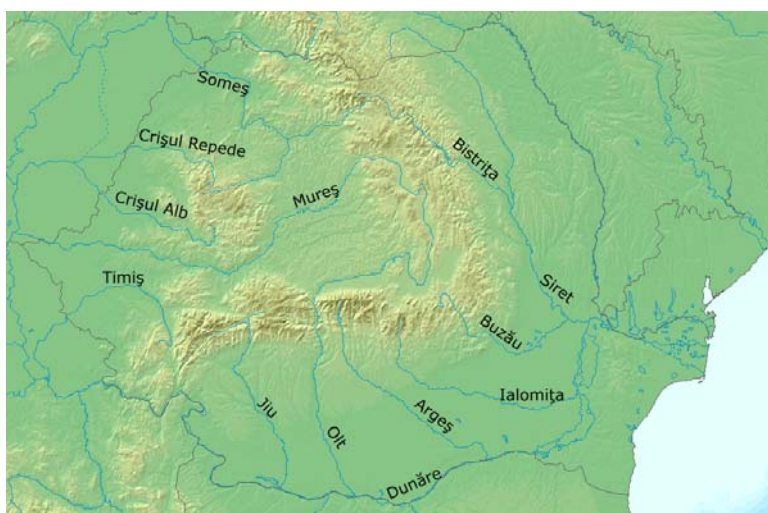 Someş
Crişul Repede
Bistriţa
Mureş
Crişul Alb
Timiş
Siret
Buzău
Ialomiţa
Jiu
Argeş
Olt
Dunăre